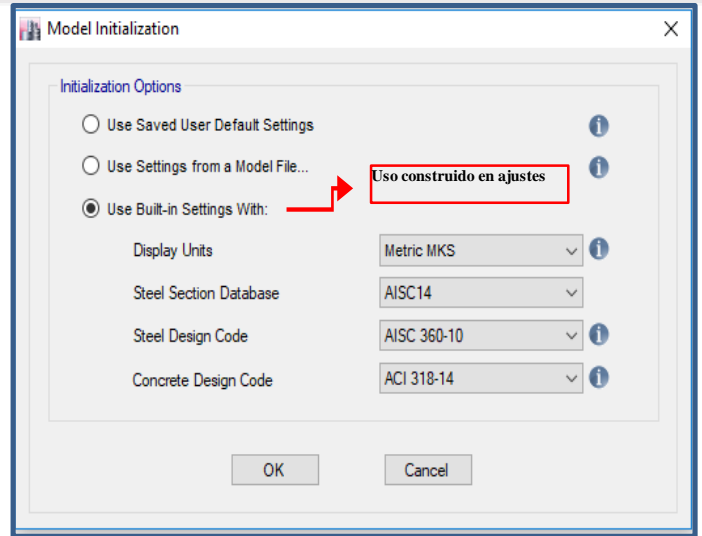 Model Initialization
Initialization Options
Use Saved User Default Settings
Use Settings from a Model File...
Uso construido en ajustes
Use Built-in Settings With:
Display Units
Metric MKS
Steel Section Database
AISC14
Steel Design Code
AISC 360-10
Concrete Design Code
ACI 318-14
OK
Cancel